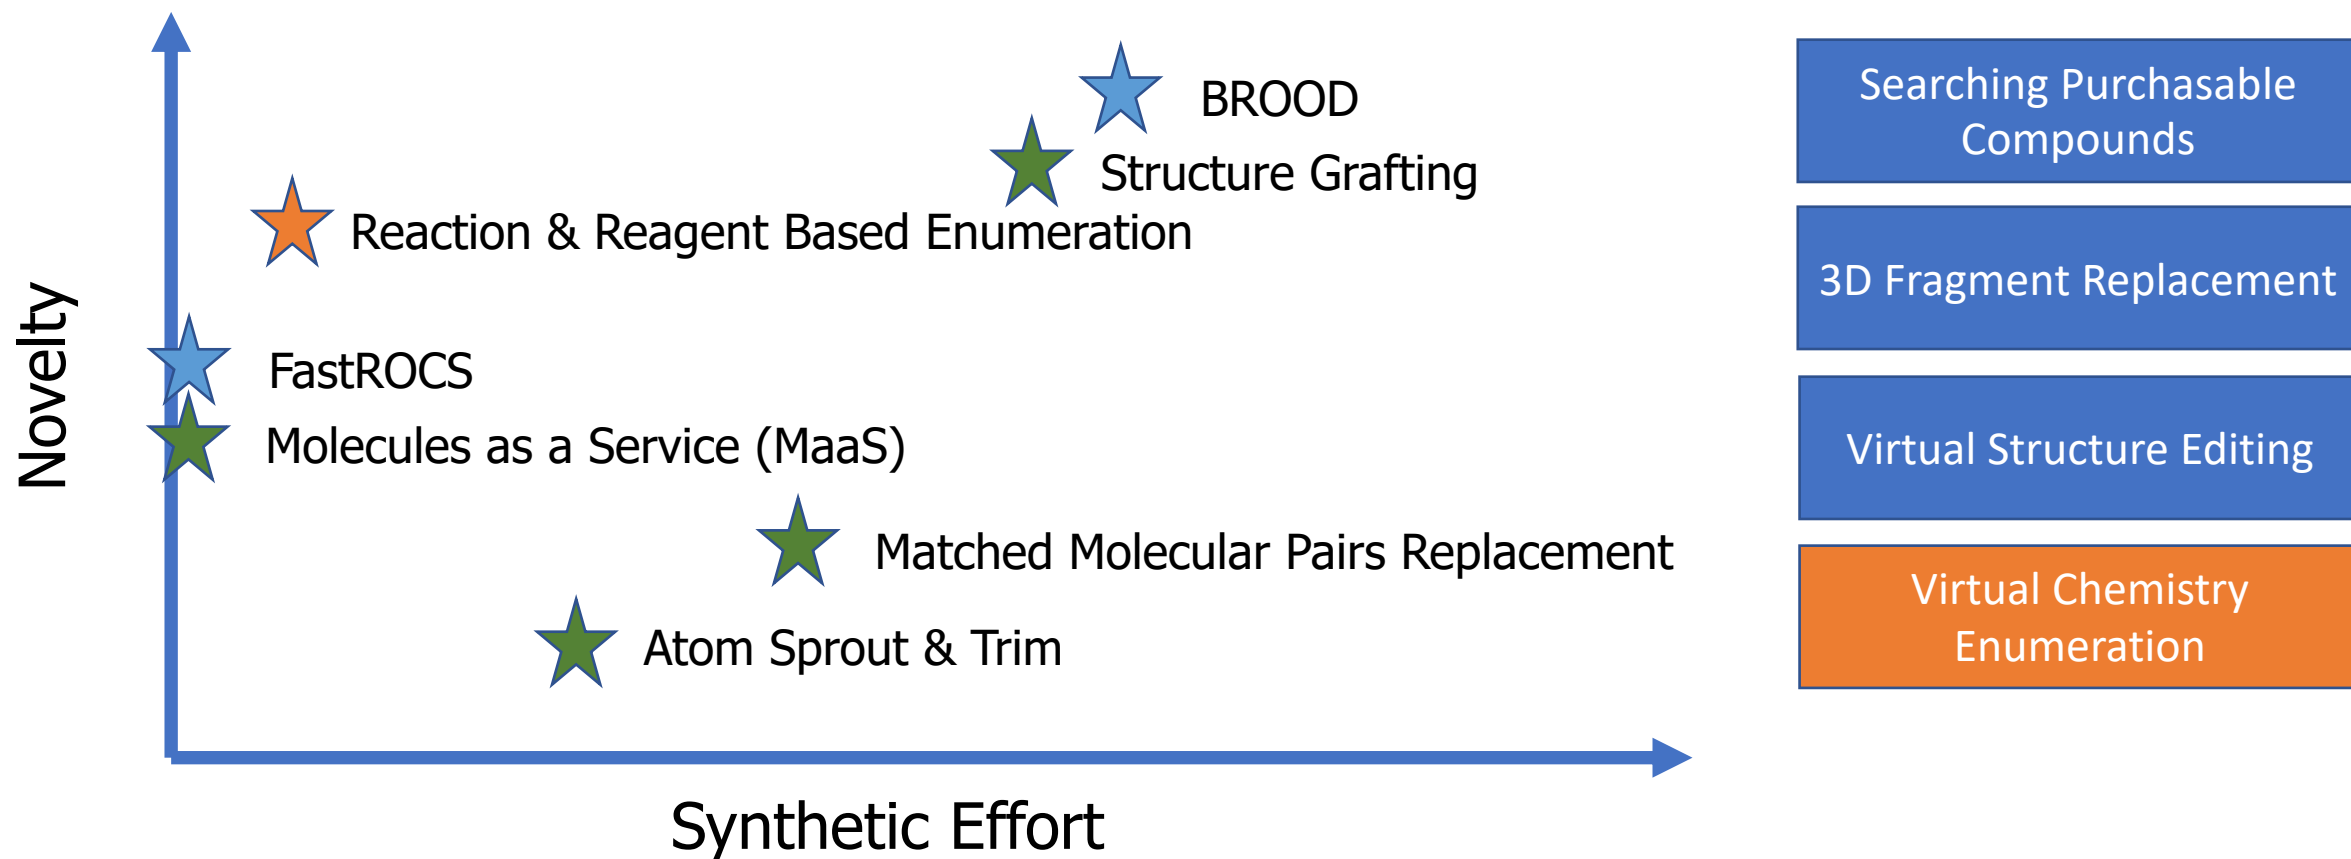 BROOD
Structure Grafting
Reaction & Reagent Based Enumeration
FastROCS
Molecules as a Service (MaaS)
Matched Molecular Pairs Replacement
Atom Sprout & Trim
Novelty
Synthetic Effort
Searching Purchasable
Compounds
3D Fragment Replacement
Virtual Structure Editing
Virtual Chemistry
Enumeration